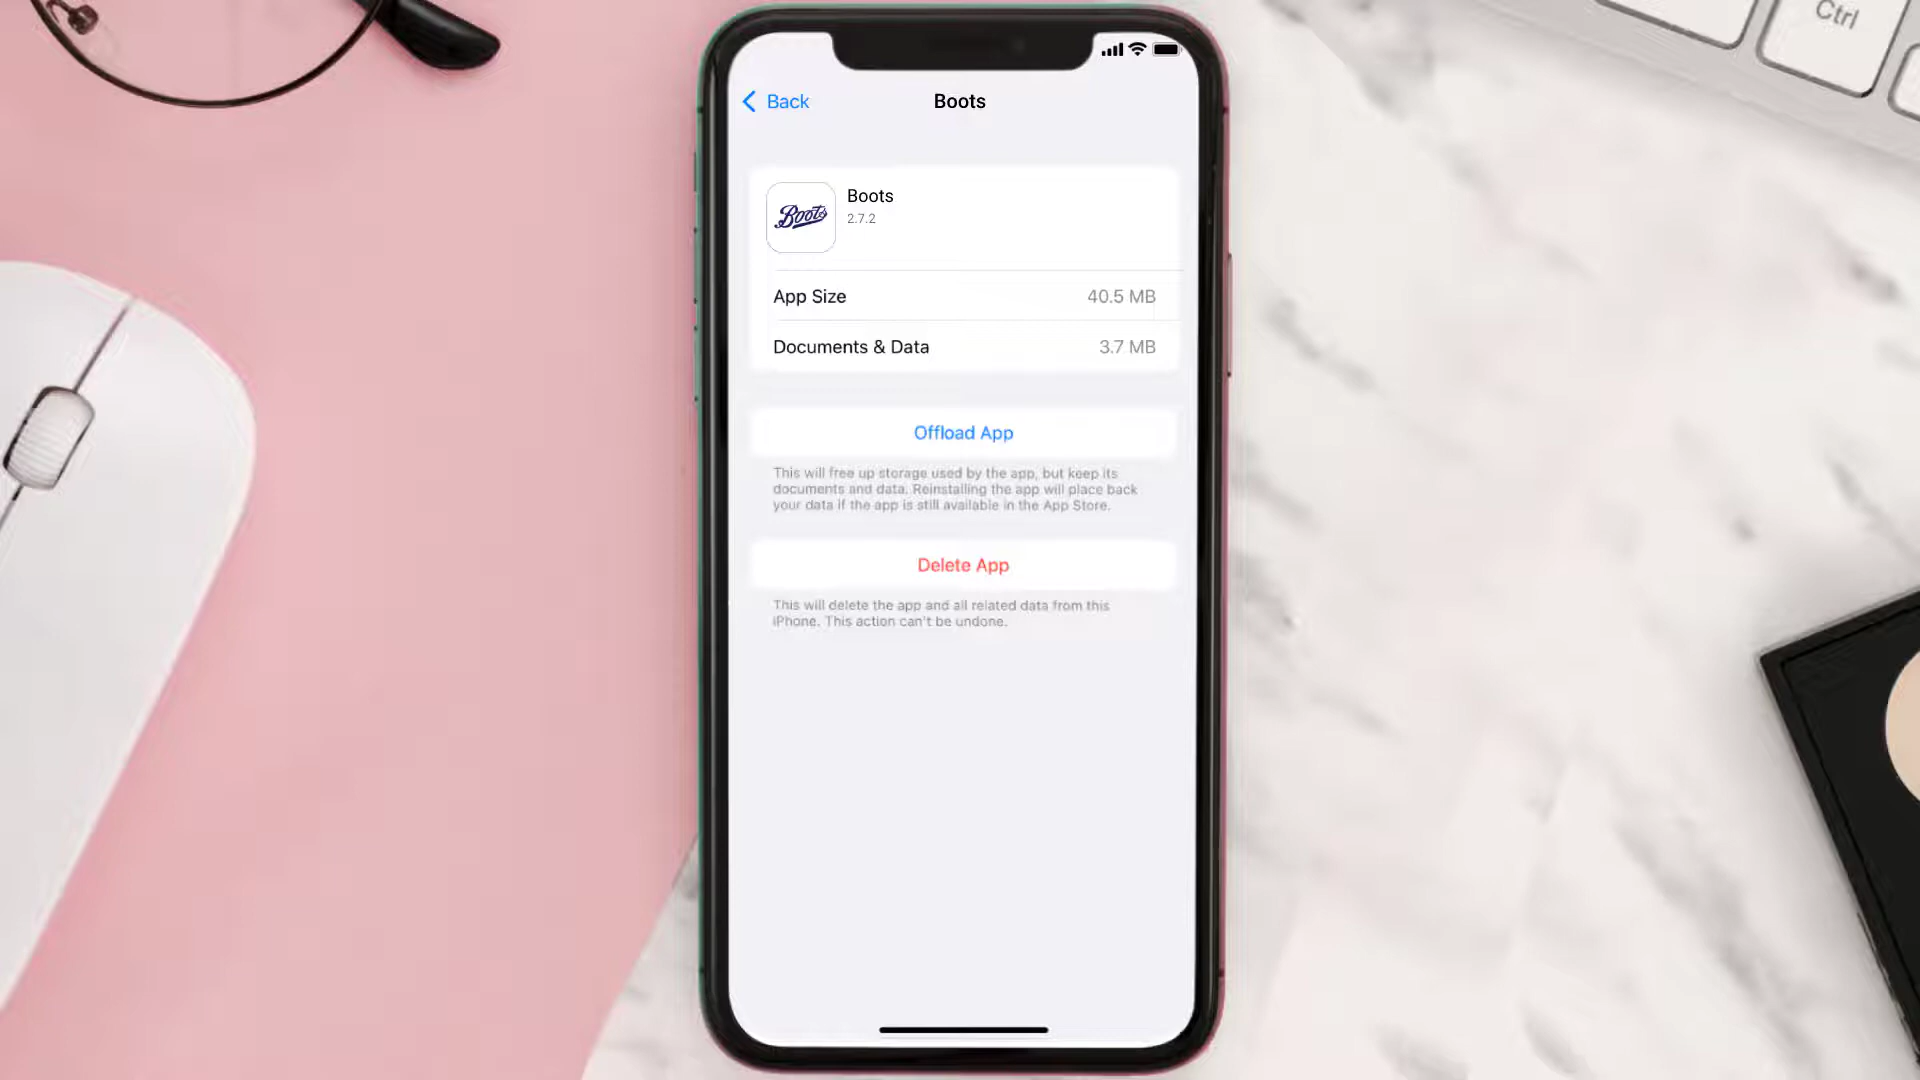 Ctrl
Back
Boots
Boots
Boots
2.7.2
App Size
40.5 MB
Documents & Data
3.7 MB
Offload App
This will free up storage used by the app, but keep its
documents and data. Reinstalling the app will place back
your data if the app is still available in the App Store.
Delete App
This will delete the app and all related data from this
iPhone. This action can't be undone.